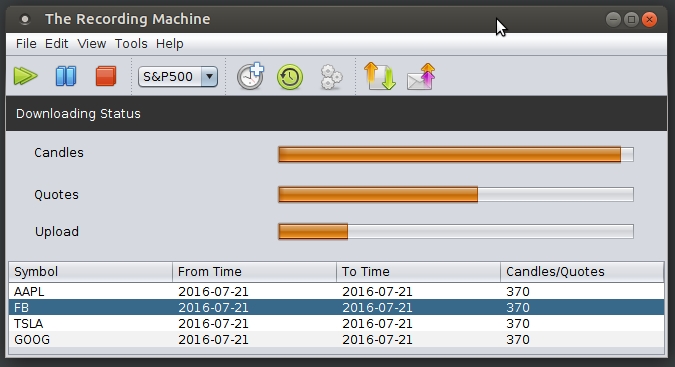 The Recording Machine
File Edit View Tools Help
S&P500
Downloading Status
Candles
Quotes
Upload
Symbol From Time To Time Candles/Quotes
AAPL 2016-07-21 2016-07-21 370
FB 2016-07-21 2016-07-21 370
TSLA 2016-07-21 2016-07-21 370
GOOG 2016-07-21 2016-07-21 370